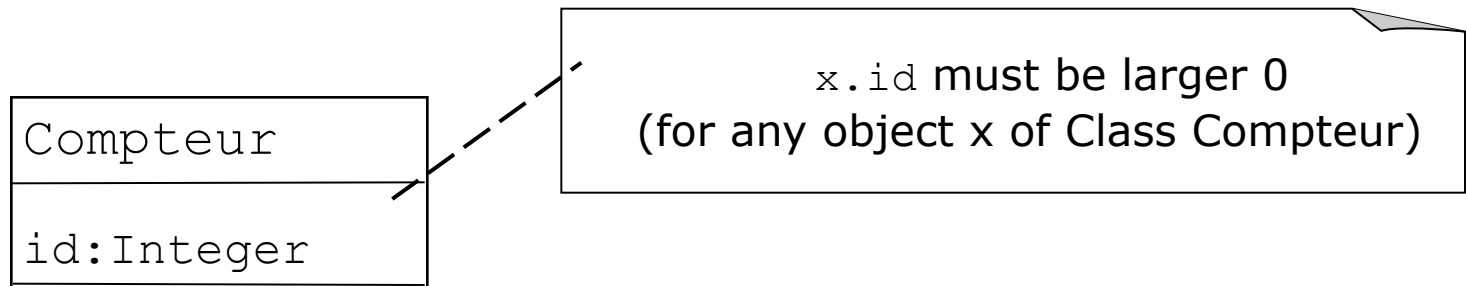 x.id must be larger 0
(for any object x of Class Compteur)
Compteur
id:Integer